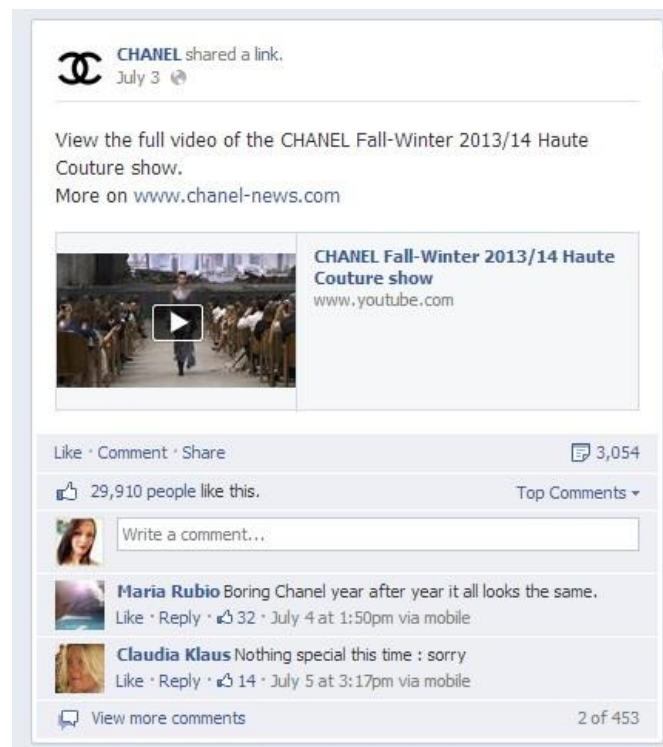 CHANEL shared a link.
July 3
View the full video of the CHANEL Fall-Winter 2013/14 Haute
Couture show.
More on www.chanel-news.com
CHANEL Fall-Winter 2013/14 Haute
Couture show
www.youtube.com
Like · Comment · Share 3,054
29,910 people like this. Top Comments
Write a comment...
Maria Rubio Boring Chanel year after year it all looks the same.
Like · Reply · 32 · July 4 at 1:50pm via mobile
Claudia Klaus Nothing special this time : sorry
Like · Reply · 14 · July 5 at 3:17pm via mobile
View more comments 2 of 453